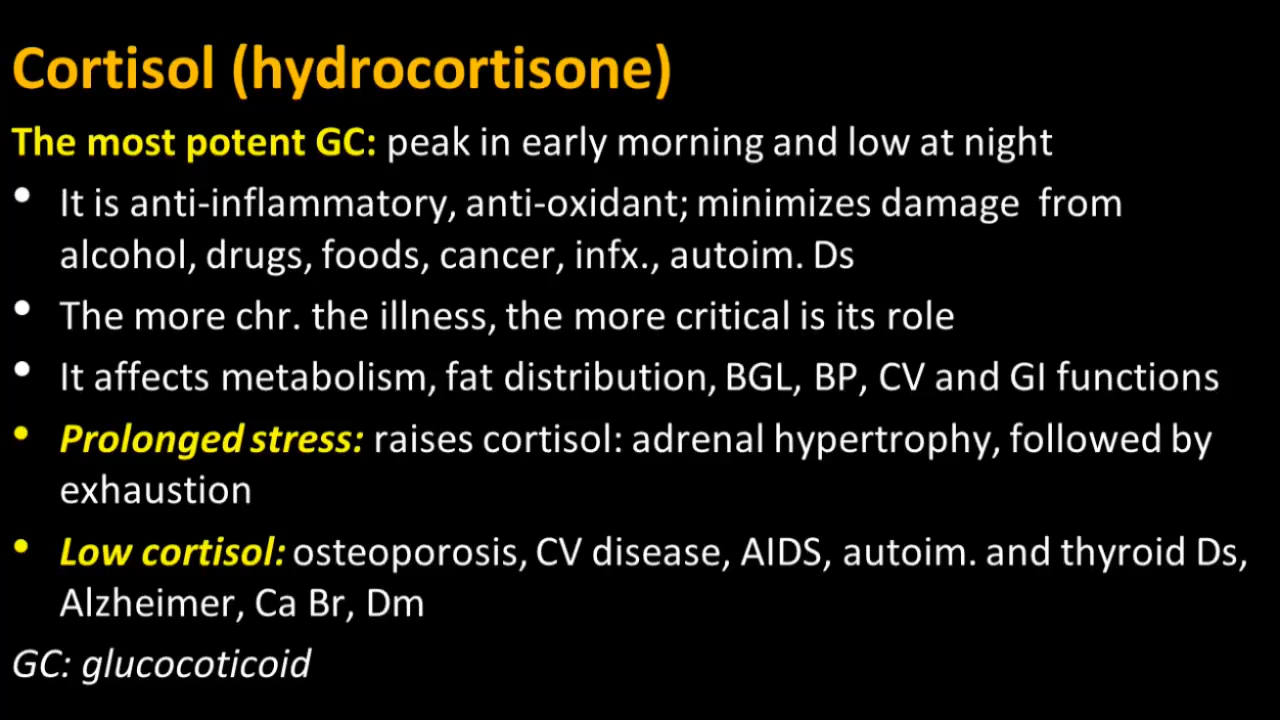 Cortisol (hydrocortisone)
The most potent GC: peak in early morning and low at night
• It is anti-inflammatory, anti-oxidant; minimizes damage from
alcohol, drugs, foods, cancer, infx., autoim. Ds
• The more chr. the illness, the more critical is its role
• It affects metabolism, fat distribution, BGL, BP, CV and GI functions
• Prolonged stress: raises cortisol: adrenal hypertrophy, followed by
exhaustion
• Low cortisol: osteoporosis, CV disease, AIDS, autoim. and thyroid Ds,
Alzheimer, Ca Br, Dm
GC: glucocoticoid